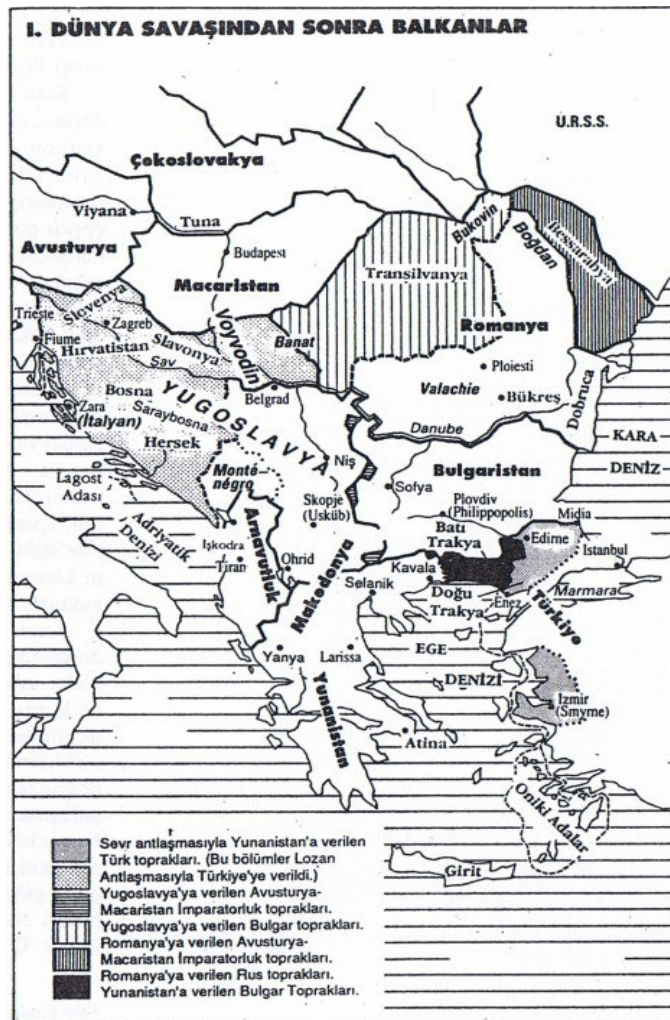 I. DÜNYA SAVAŞINDAN SONRA BALKANLAR
U.R.S.S.
Çekoslovakya
Viyana
Tuna
Bukovin
Boğdan
Bessarabya
Avusturya
Budapest
Transilvanya
Macaristan
Slovenya
Trieste
Zagreb
Fiume
Hırvatistan
Slavonya
Voyvodin
Banat
Romanya
Sav
Ploiesti
Bosna
YUGOSLAVYA
Belgrad
Valachie
Bükreş
Dobruca
Zara
(İtalyan)
Saraybosna
Danube
KARA
DENİZ
Hersek
Niş
Bulgaristan
Lagost
Adası
Monté-
négro
Sofya
Skopje
(Usküb)
Plovdiv
(Philippopolis)
Midia
Adriyatik
Denizi
Arnavutluk
Batı
Trakya
Edirne
İstanbul
Işkodra
Tiran
Ohrid
Makedonya
Kavala
Selanik
Doğu
Trakya
Enez
Marmara
Türkiye
Yanya
Larissa
EGE
DENİZİ
Yunanistan
Izmir
(Smyrne)
Atina
Oniki Adalar
Girit
Sevr antlaşmasıyla Yunanistan'a verilen
Türk toprakları. (Bu bölümler Lozan
Antlaşmasıyla Türkiye'ye verildi.)
Yugoslavya'ya verilen Avusturya-
Macaristan İmparatorluk toprakları.
Yugoslavya'ya verilen Bulgar toprakları.
Romanya'ya verilen Avusturya-
Macaristan İmparatorluk toprakları.
Romanya'ya verilen Rus toprakları.
Yunanistan'a verilen Bulgar Toprakları.